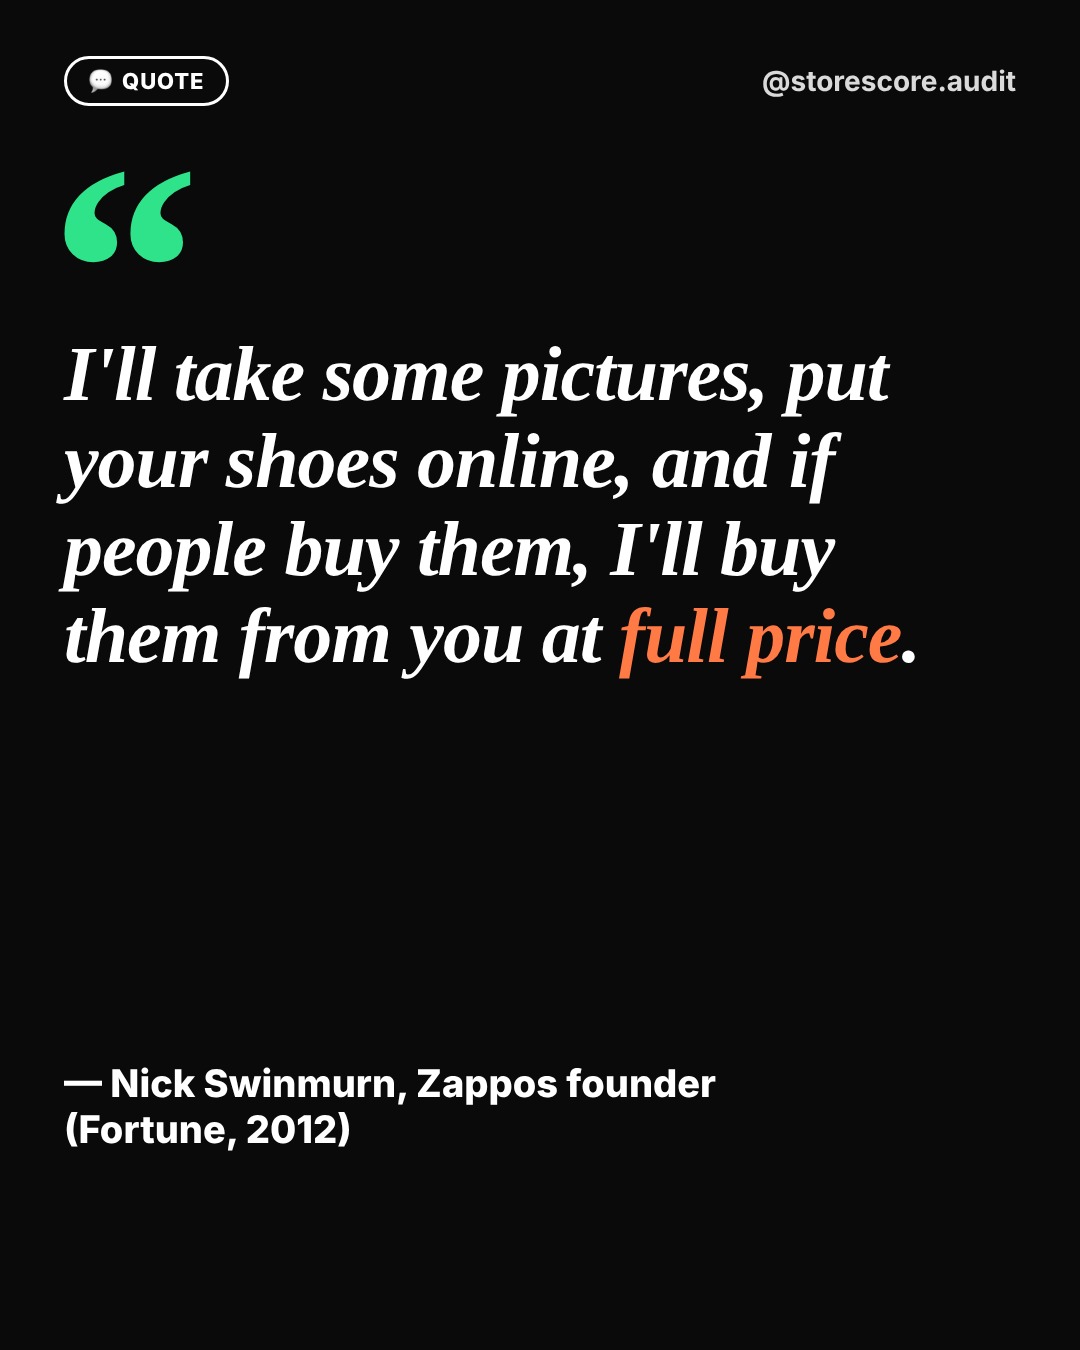 💬 QUOTE
@storescore.audit
“
I'll take some pictures, put
your shoes online, and if
people buy them, I'll buy
them from you at full price.
— Nick Swinmurn, Zappos founder
(Fortune, 2012)